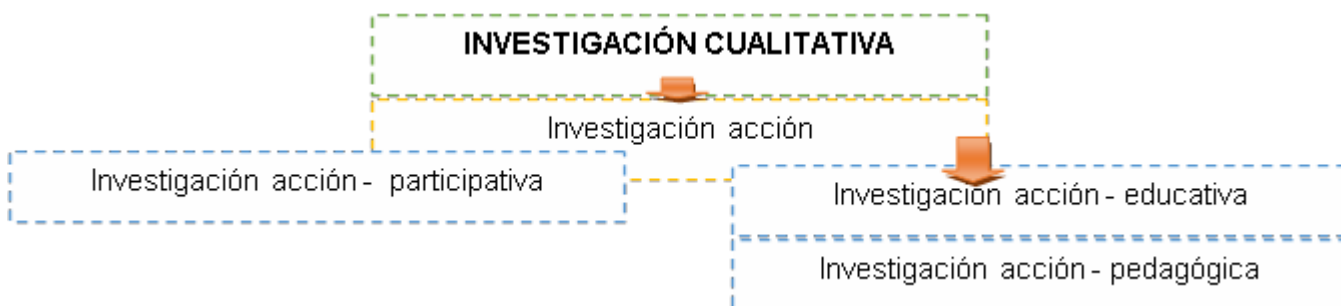 INVESTIGACIÓN CUALITATIVA
Investigación acción
Investigación acción - participativa
Investigación acción - educativa
Investigación acción - pedagógica